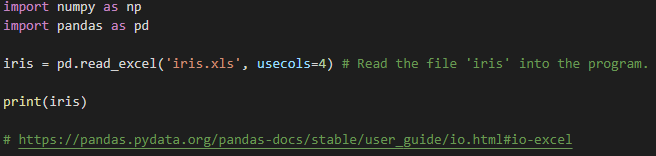 import numpy as np
import pandas as pd
iris = pd.read_excel('iris.xls', usecols=4) # Read the file 'iris' into the program.
print(iris)
# https://pandas.pydata.org/pandas-docs/stable/user_guide/io.html#io-excel